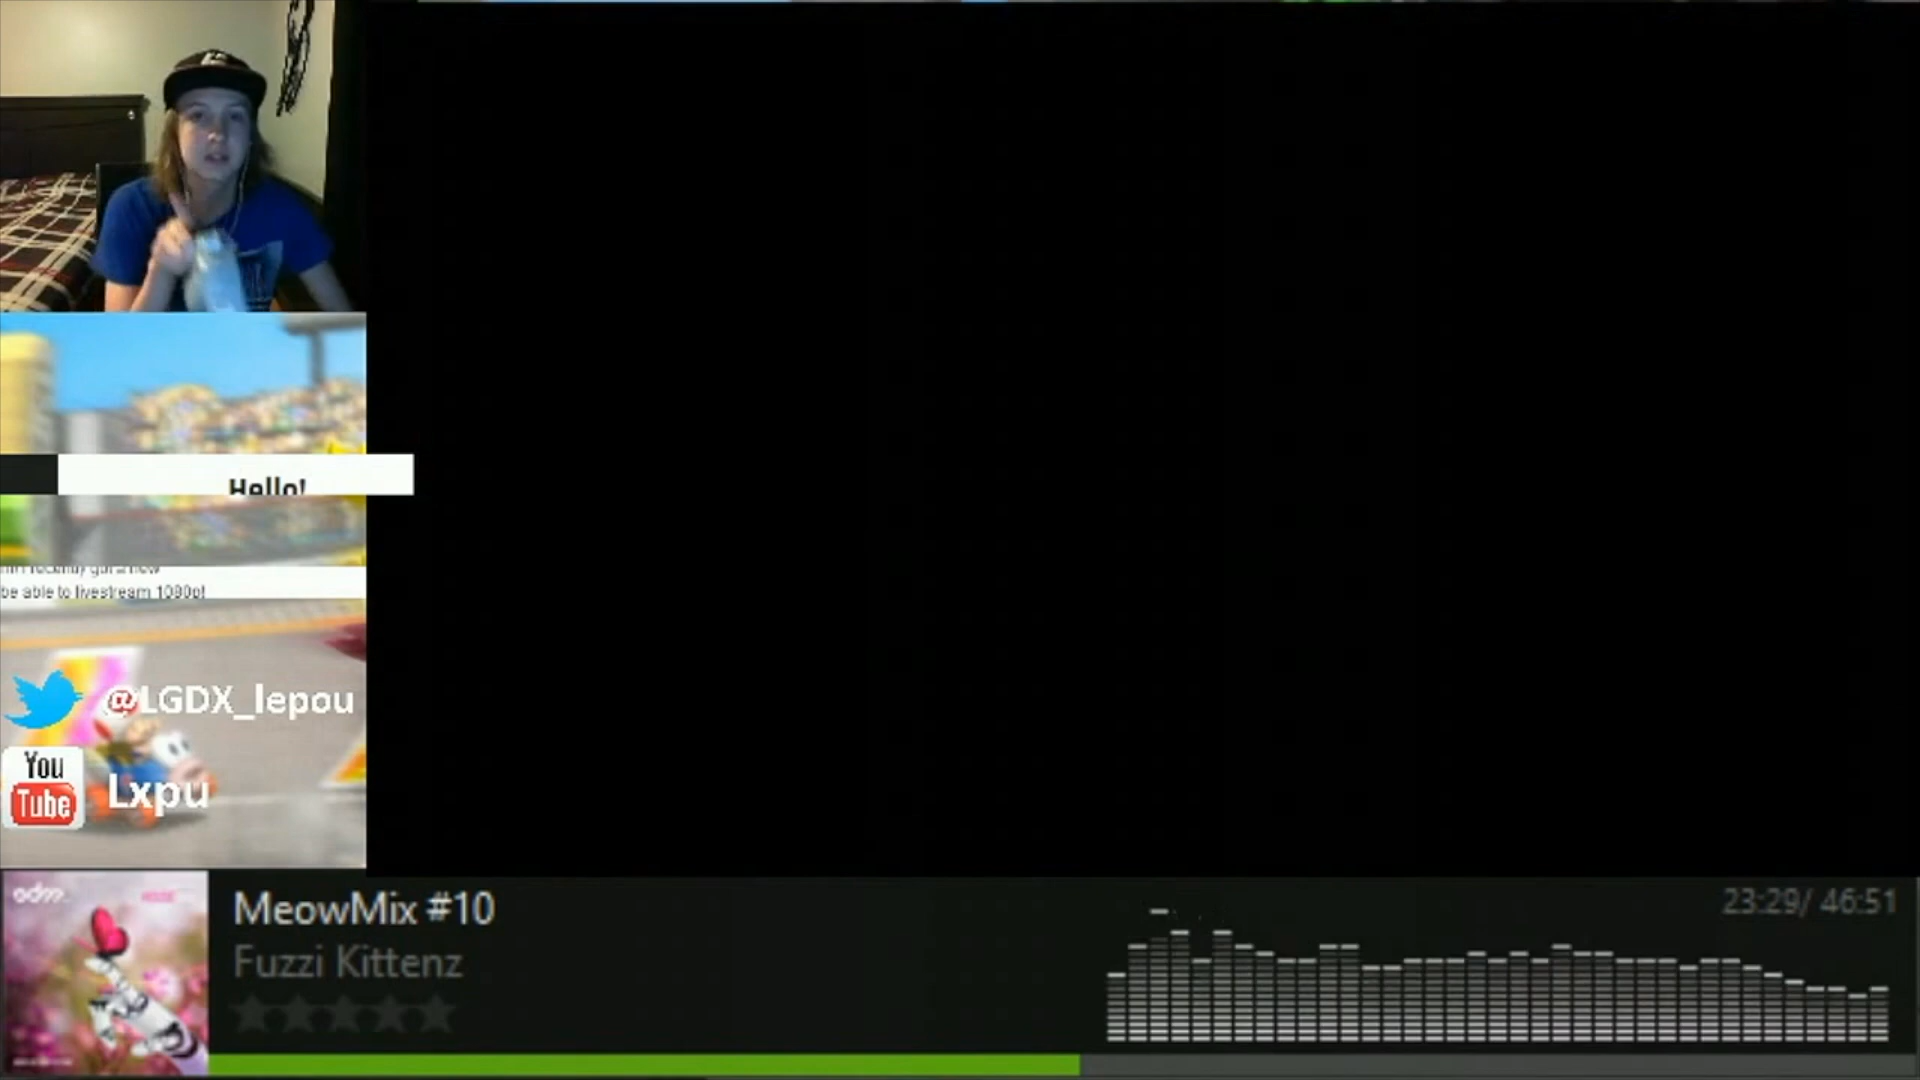 Hello!
be able to livestream 1080p!
@LGDX_lepou
You
Tube
Lxpu
MeowMix #10
23:29/ 46:51
Fuzzi Kittenz